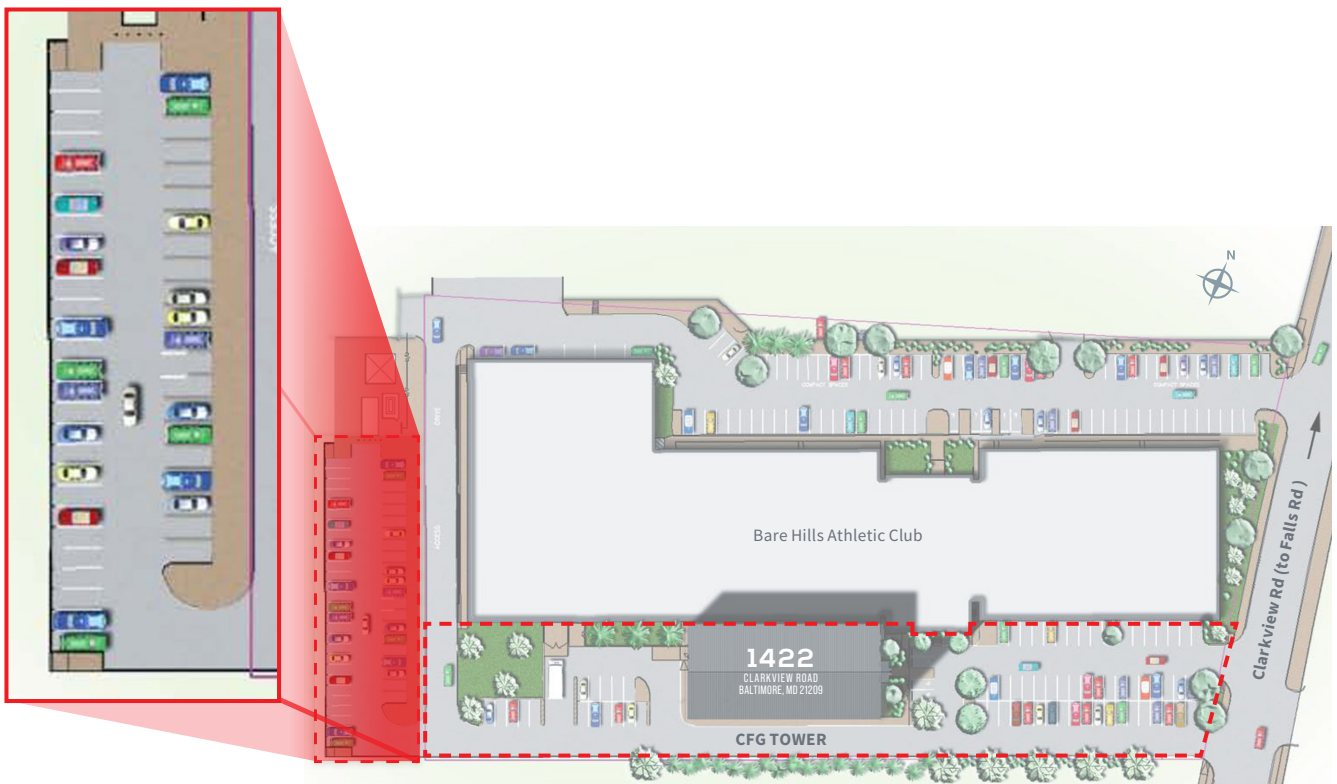 ACCESS
N
COMPACT SPACES
COMPACT SPACES
DRIVE
ACCESS
Bare Hills Athletic Club
Clarkview Rd (to Falls Rd )
1422
CLARKVIEW ROAD
BALTIMORE, MD 21209
CFG TOWER